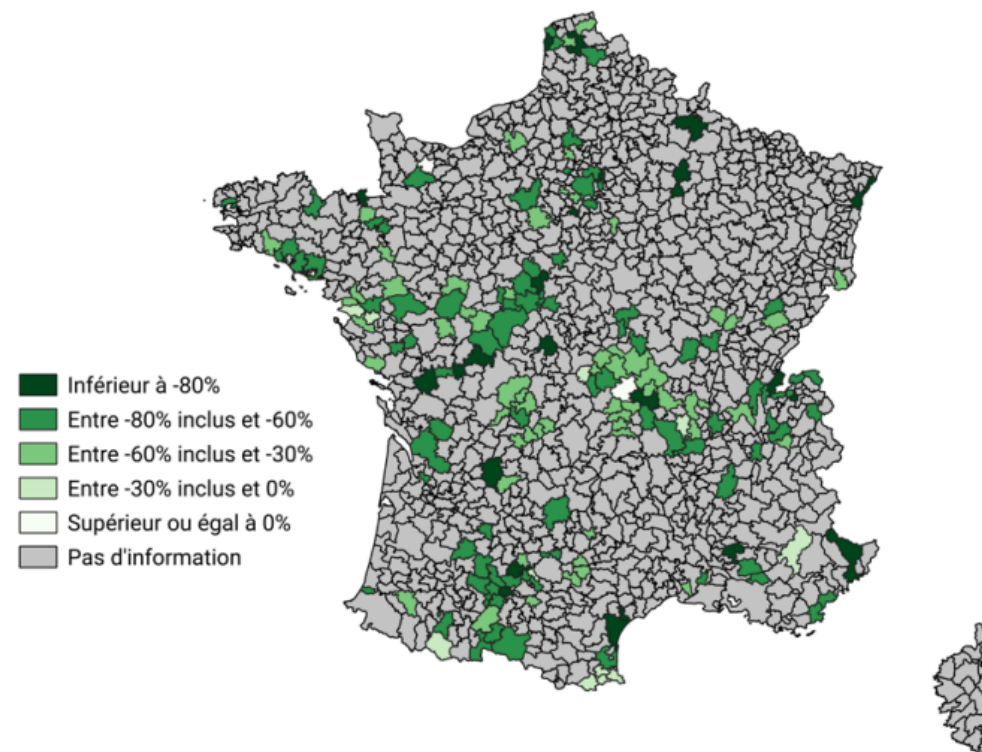 Inférieur à -80%
Entre -80% inclus et -60%
Entre -60% inclus et -30%
Entre -30% inclus et 0%
Supérieur ou égal à 0%
Pas d'information